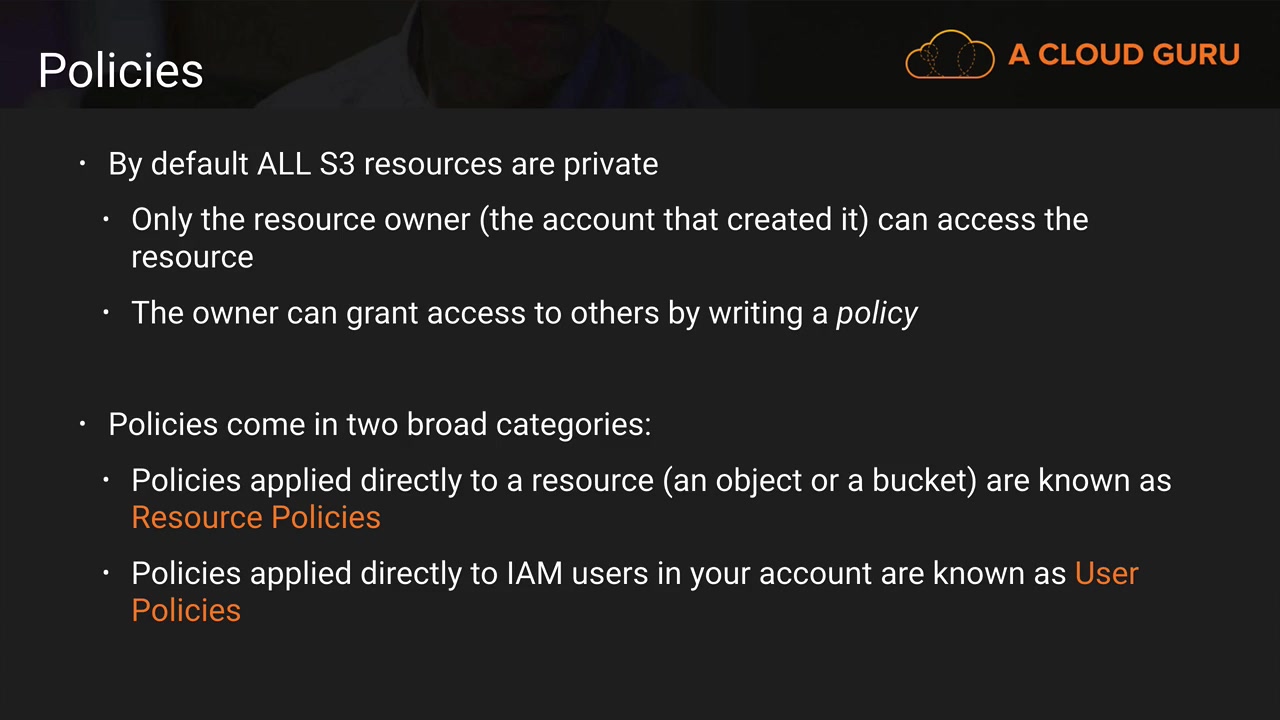 Policies
A CLOUD GURU
· By default ALL S3 resources are private
· Only the resource owner (the account that created it) can access the
resource
· The owner can grant access to others by writing a policy
· Policies come in two broad categories:
· Policies applied directly to a resource (an object or a bucket) are known as
Resource Policies
· Policies applied directly to IAM users in your account are known as User
Policies